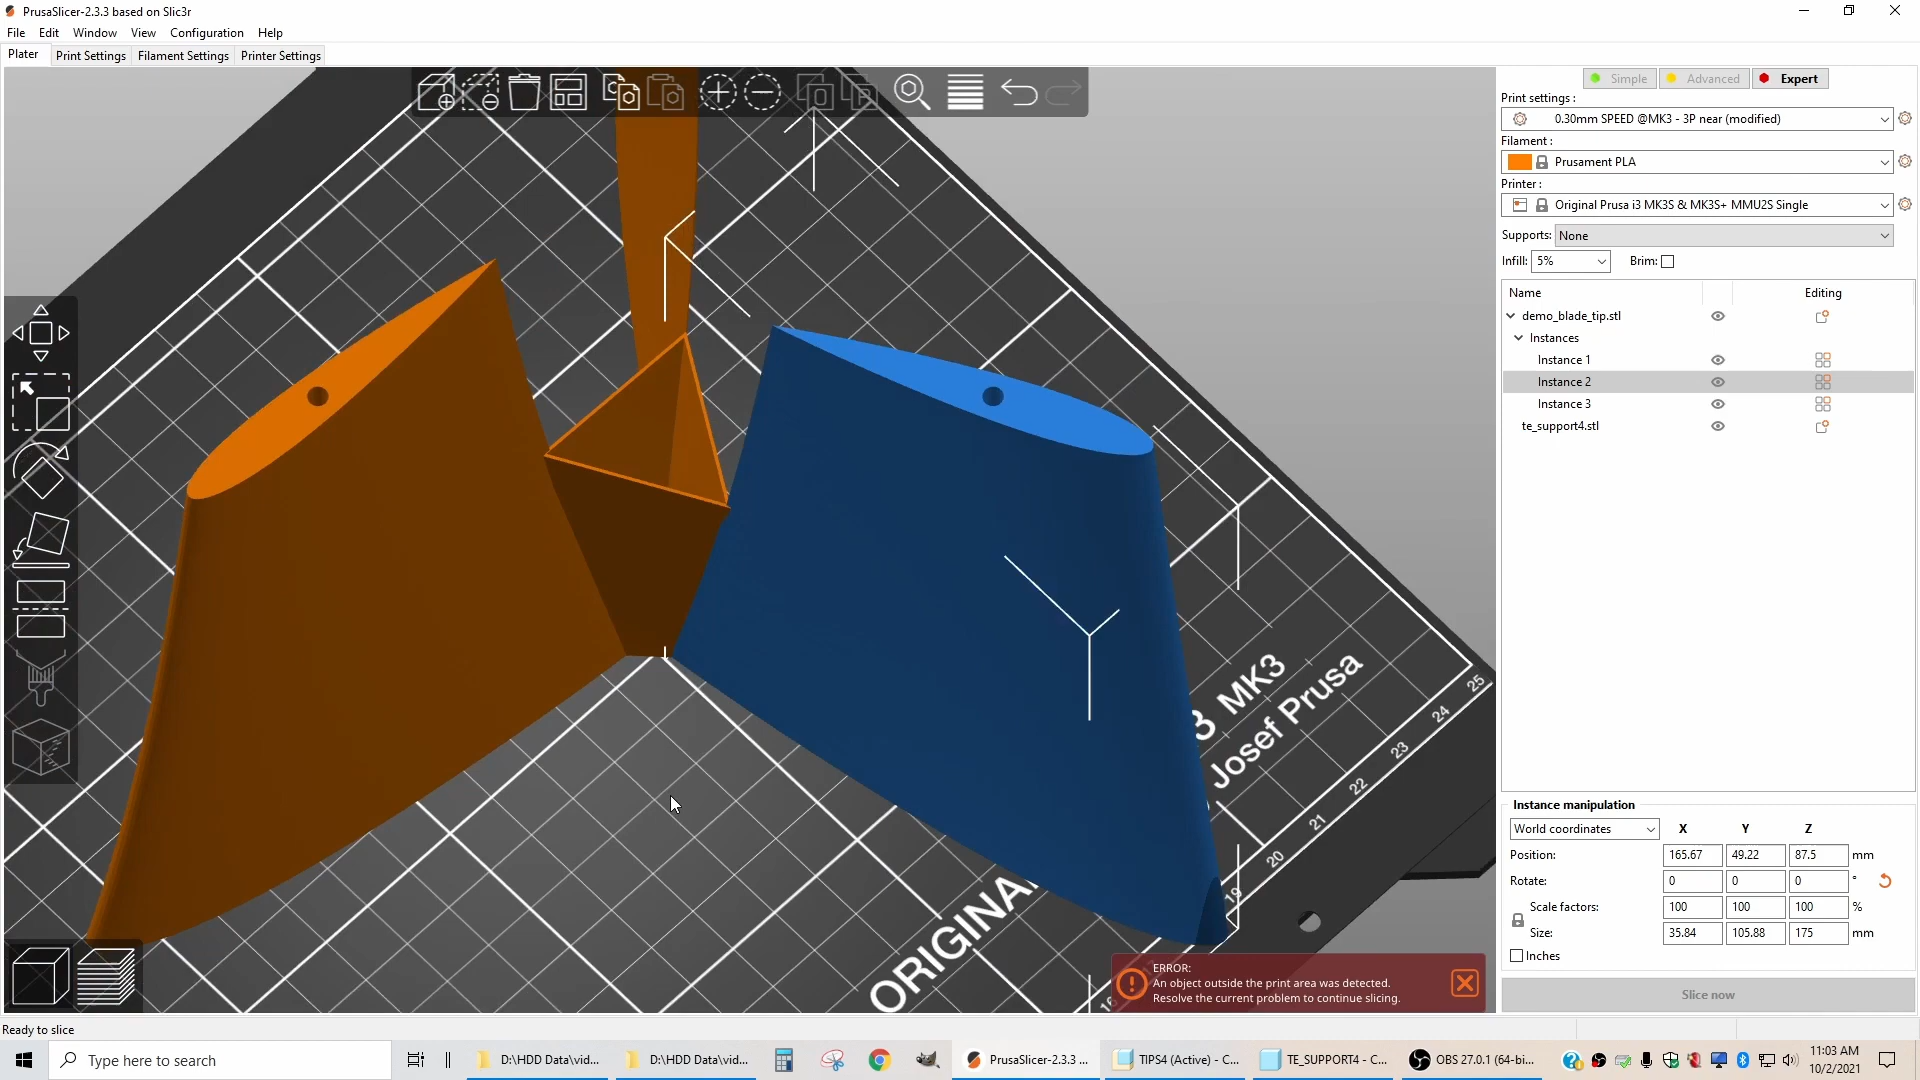 PrusaSlicer-2.3.3 based on Slic3r
File Edit Window View Configuration Help
Plater Print Settings Filament Settings Printer Settings
Simple Advanced Expert
Print settings :
0.30mm SPEED @MK3 - 3P near (modified)
Filament :
Prusament PLA
Printer :
Original Prusa i3 MK3S & MK3S+ MMU2S Single
Supports: None
Infill: 5% Brim:
Name Editing
demo_blade_tip.stl
Instances
Instance 1
Instance 2
Instance 3
te_support4.stl
Instance manipulation
World coordinates X Y Z
Position: 165.67 49.22 87.5 mm
Rotate: 0 0 0 °
Scale factors: 100 100 100 %
Size: 35.84 105.88 175 mm
Inches
Slice now
ORIGINA
3 MK3
Josef Prusa
25
24
23
22
21
20
19
16
ERROR:
An object outside the print area was detected.
Resolve the current problem to continue slicing.
Ready to slice
Type here to search
D:\HDD Data\vid...
D:\HDD Data\vid...
PrusaSlicer-2.3.3 ...
TIPS4 (Active) - C...
TE_SUPPORT4 - C...
OBS 27.0.1 (64-bi...
11:03 AM
10/2/2021